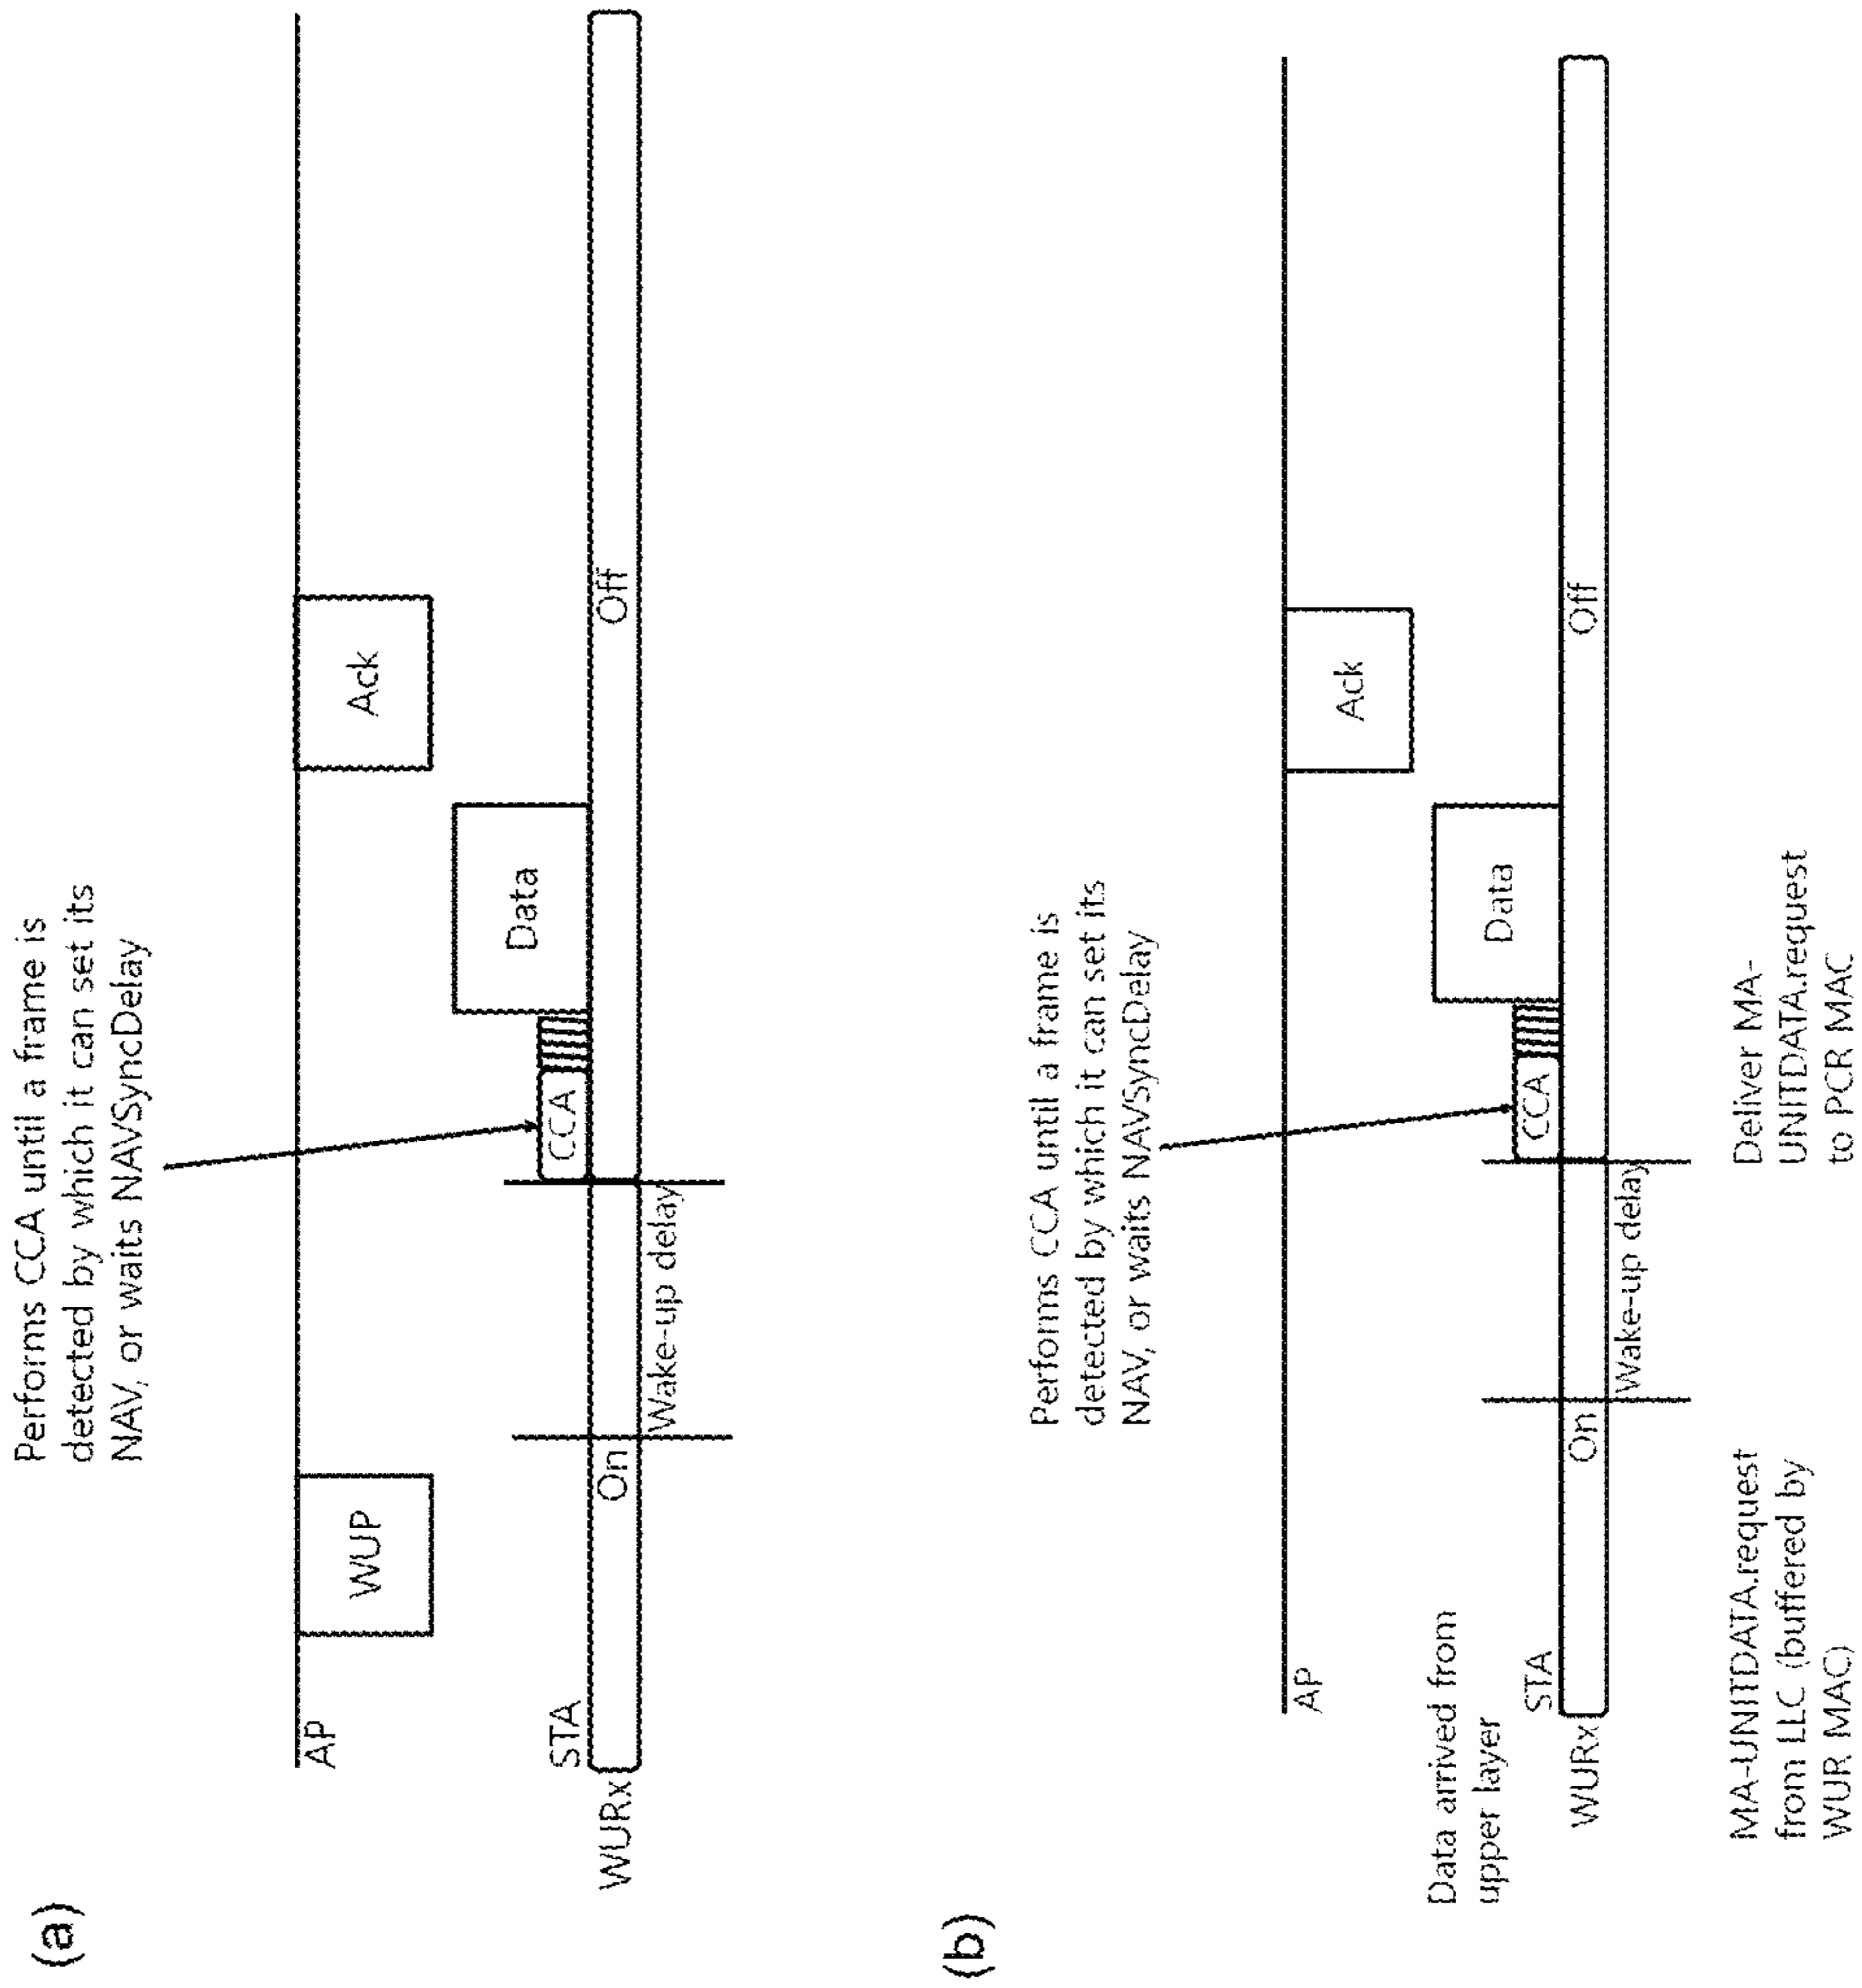 (a)
Performs CCA until a frame is
detected by which it can set its
NAV, or waits NAVSyncDelay
AP
WUP
Ack
STA
CCA
Data
WURx
On
Off
Wake-up delay
(b)
Performs CCA until a frame is
detected by which it can set its
NAV, or waits NAVSyncDelay
AP
Ack
Data arrived from
upper layer
STA
CCA
Data
WURx
On
Off
Wake-up delay
MA-UNITDATA.request
from LLC (buffered by
WUR MAC)
Deliver MA-
UNITDATA.request
to PCR MAC